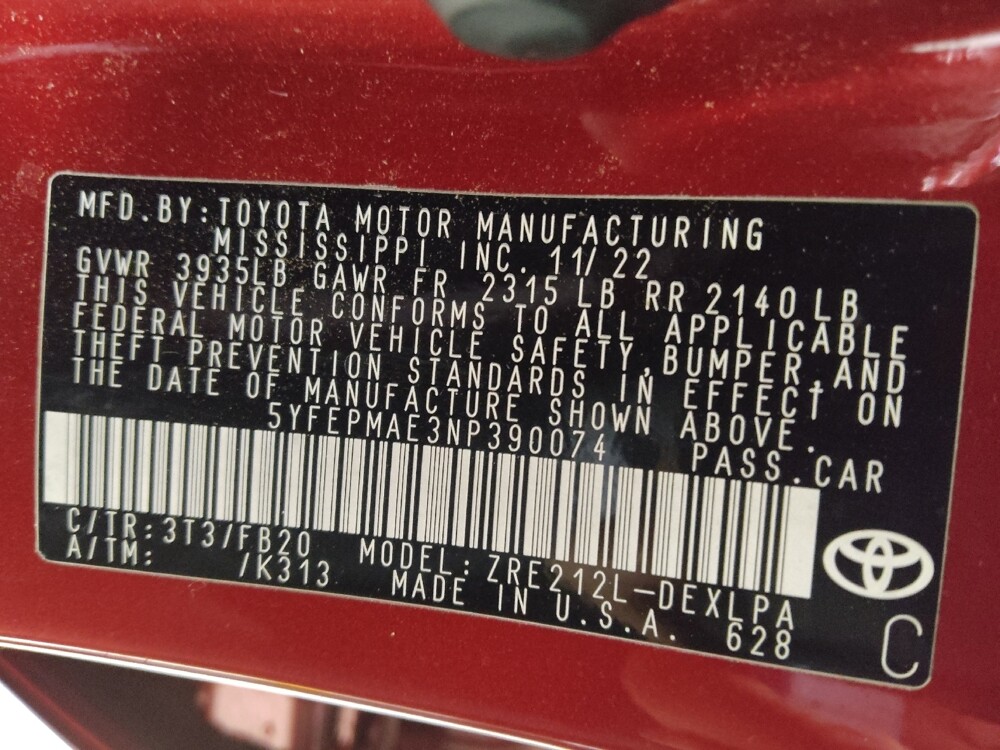 MFD.BY:TOYOTA MOTOR MANUFACTURING
MISSISSIPPI INC. 11/22
GVWR 3935LB GAWR FR 2315 LB RR 2140 LB
THIS VEHICLE CONFORMS TO ALL APPLICABLE
FEDERAL MOTOR VEHICLE SAFETY,BUMPER,AND
THEFT PREVENTION STANDARDS IN EFFECT ON
THE DATE OF MANUFACTURE SHOWN ABOVE.
5YFEPMAE3NP390074 PASS.CAR
C/TR:3T3/FB20 MODEL:ZRE212L-DEXLPA
A/TM: /K313 MADE IN U.S.A. 628
C